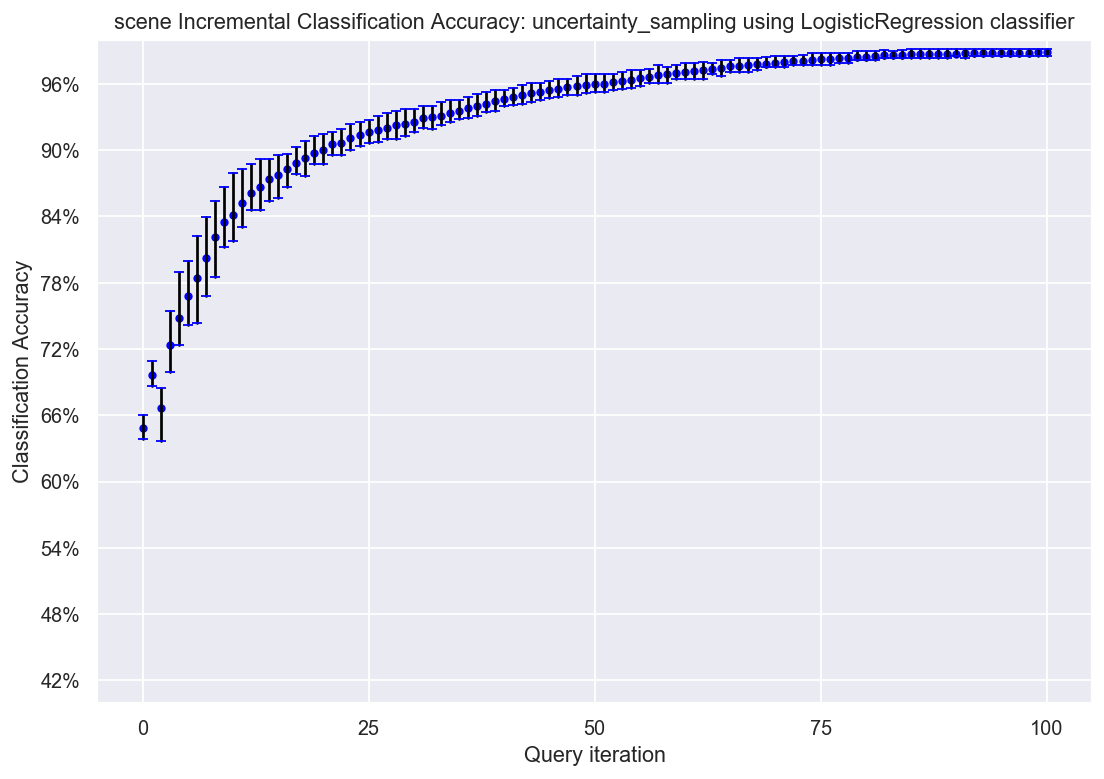 scene Incremental Classification Accuracy: uncertainty_sampling using LogisticRegression classifier
Classification Accuracy
96%
90%
84%
78%
72%
66%
60%
54%
48%
42%
0 25 50 75 100
Query iteration